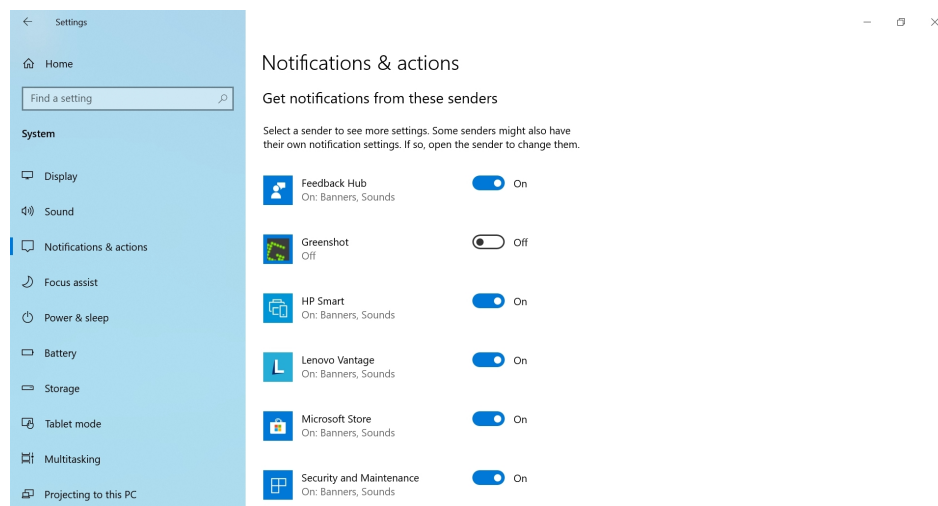 Settings
Home
Find a setting
System
Display
Sound
Notifications & actions
Focus assist
Power & sleep
Battery
Storage
Tablet mode
Multitasking
Projecting to this PC
Notifications & actions
Get notifications from these senders
Select a sender to see more settings. Some senders might also have
their own notification settings. If so, open the sender to change them.
Feedback Hub
On: Banners, Sounds
On
Greenshot
Off
Off
HP Smart
On: Banners, Sounds
On
Lenovo Vantage
On: Banners, Sounds
On
Microsoft Store
On: Banners, Sounds
On
Security and Maintenance
On: Banners, Sounds
On